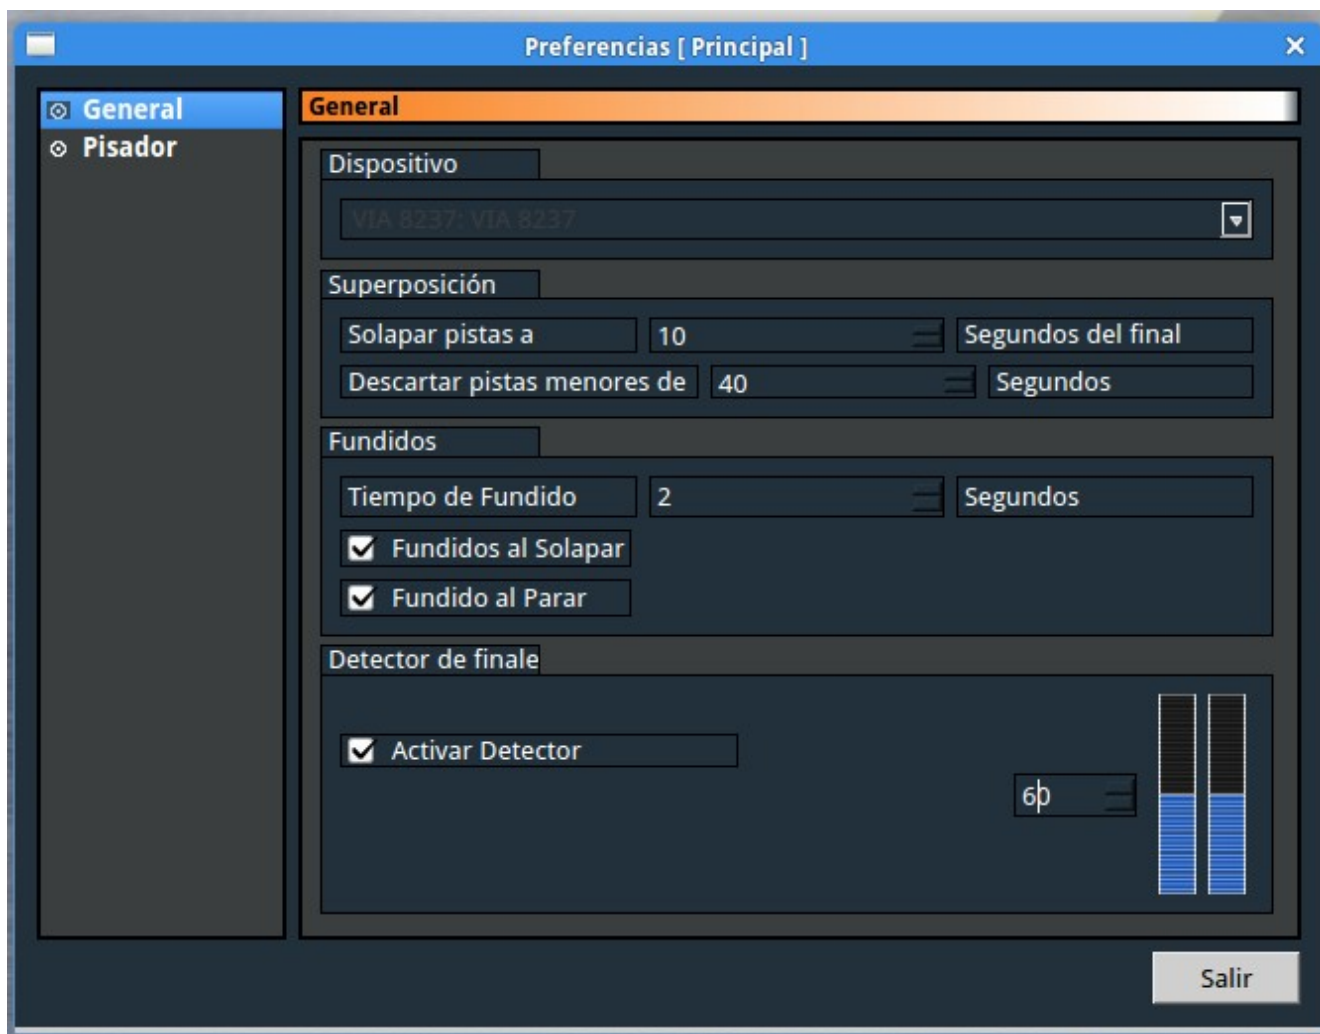 Preferencias [ Principal ]
General
Pisador
General
Dispositivo
VIA 8237: VIA 8237
Superposición
Solapar pistas a 10 Segundos del final
Descartar pistas menores de 40 Segundos
Fundidos
Tiempo de Fundido 2 Segundos
Fundidos al Solapar
Fundido al Parar
Detector de finale
Activar Detector
60
Salir